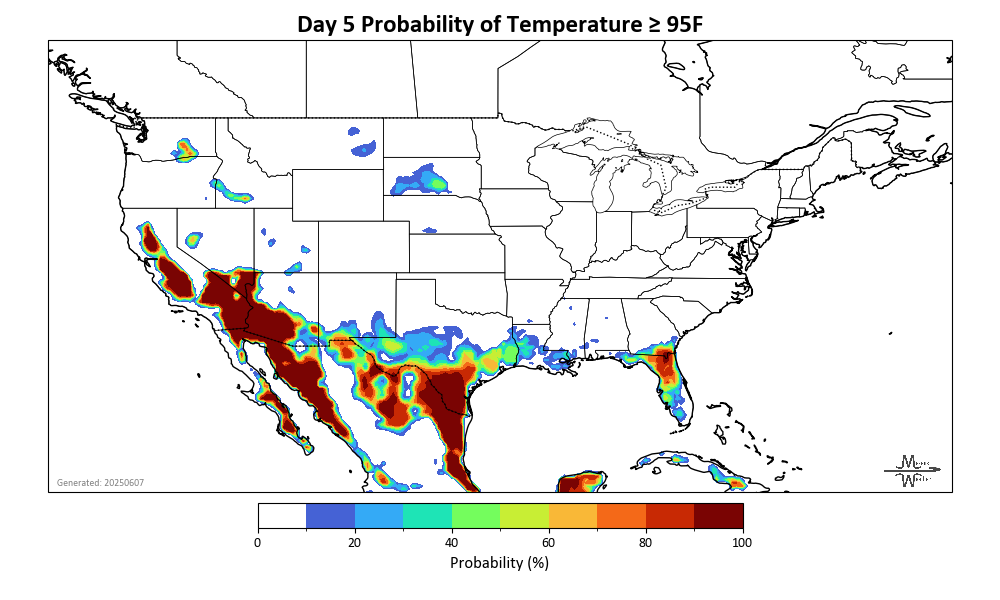 Day 5 Probability of Temperature ≥ 95F
Generated: 20250607
0 20 40 60 80 100
Probability (%)